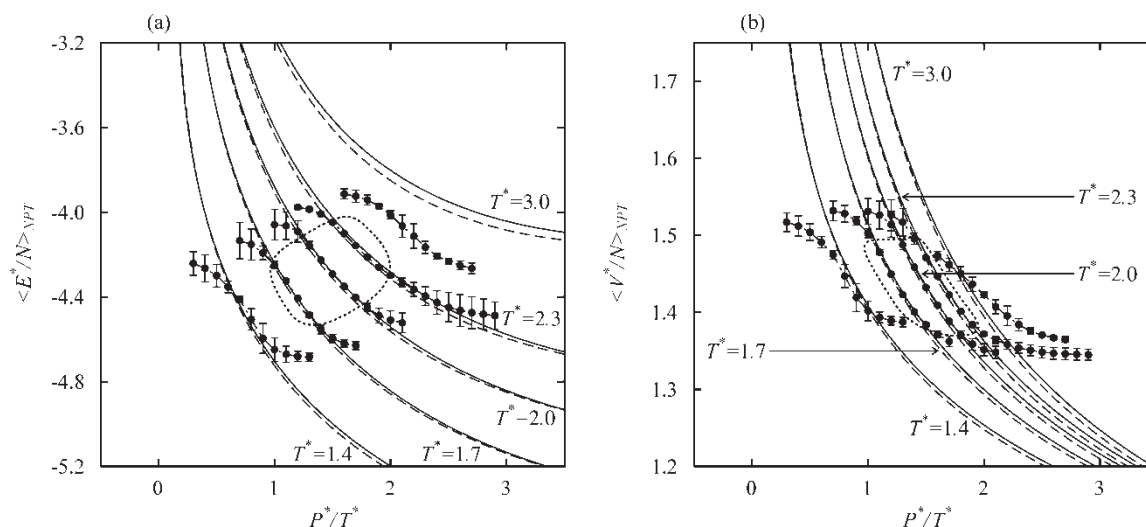 (a)
-3.2
-3.6
-4.0
-4.4
-4.8
-5.2
<E*/N>NPT
0 1 2 3
P*/T*
T*=3.0
T*=2.3
T*−2.0
T*=1.7
T*=1.4
(b)
1.7
1.6
1.5
1.4
1.3
1.2
<V*/N>NPT
0 1 2 3
P*/T*
T*=3.0
T*=2.3
T*=2.0
T*=1.7
T*=1.4